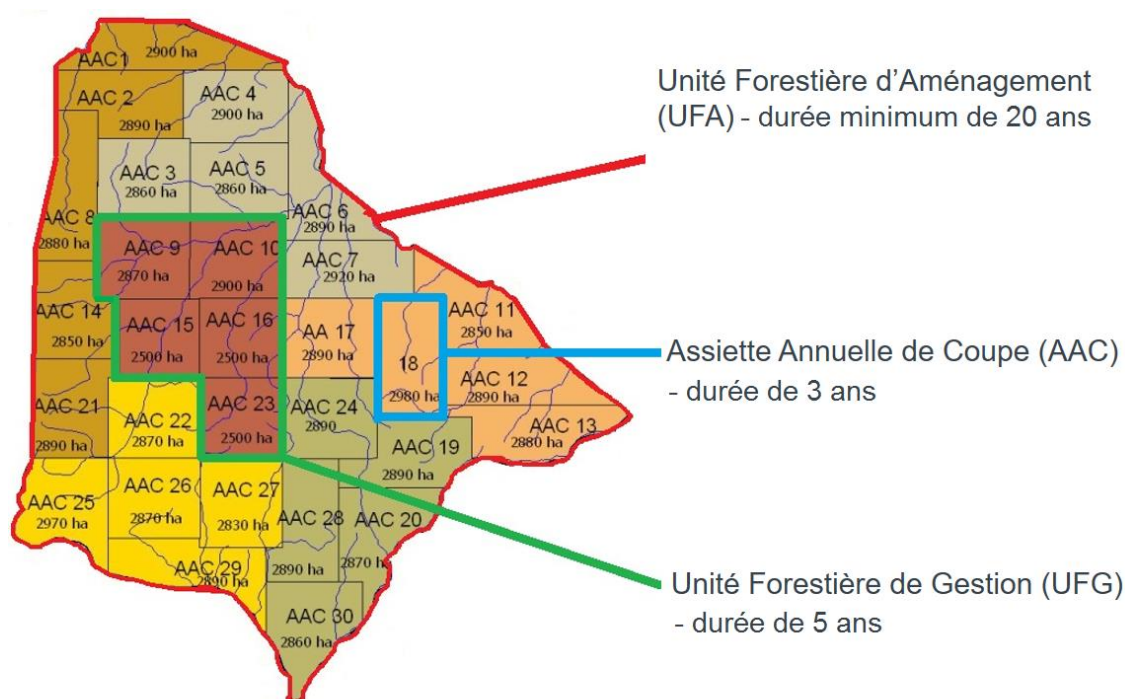 AAC1
2900 ha
AAC 2
2890 ha
AAC 4
2900 ha
AAC 3
2860 ha
AAC 5
2860 ha
AAC 6
2890 ha
AAC 8
2880 ha
AAC 9
2870 ha
AAC 10
2900 ha
AAC 7
2920 ha
AAC 11
2850 ha
AAC 14
2850 ha
AAC 15
2500 ha
AAC 16
2500 ha
AA 17
2890 ha
18
2980 ha
AAC 12
2890 ha
AAC 13
2880 ha
AAC 21
2890 ha
AAC 22
2870 ha
AAC 23
2500 ha
AAC 24
2890
AAC 19
2890 ha
AAC 25
2970 ha
AAC 26
2870 ha
AAC 27
2830 ha
AAC 28
2890 ha
AAC 20
2870 h
AAC 29
2890 ha
AAC 30
2860 ha
Unité Forestière d’Aménagement
(UFA) - durée minimum de 20 ans
Assiette Annuelle de Coupe (AAC)
- durée de 3 ans
Unité Forestière de Gestion (UFG)
- durée de 5 ans